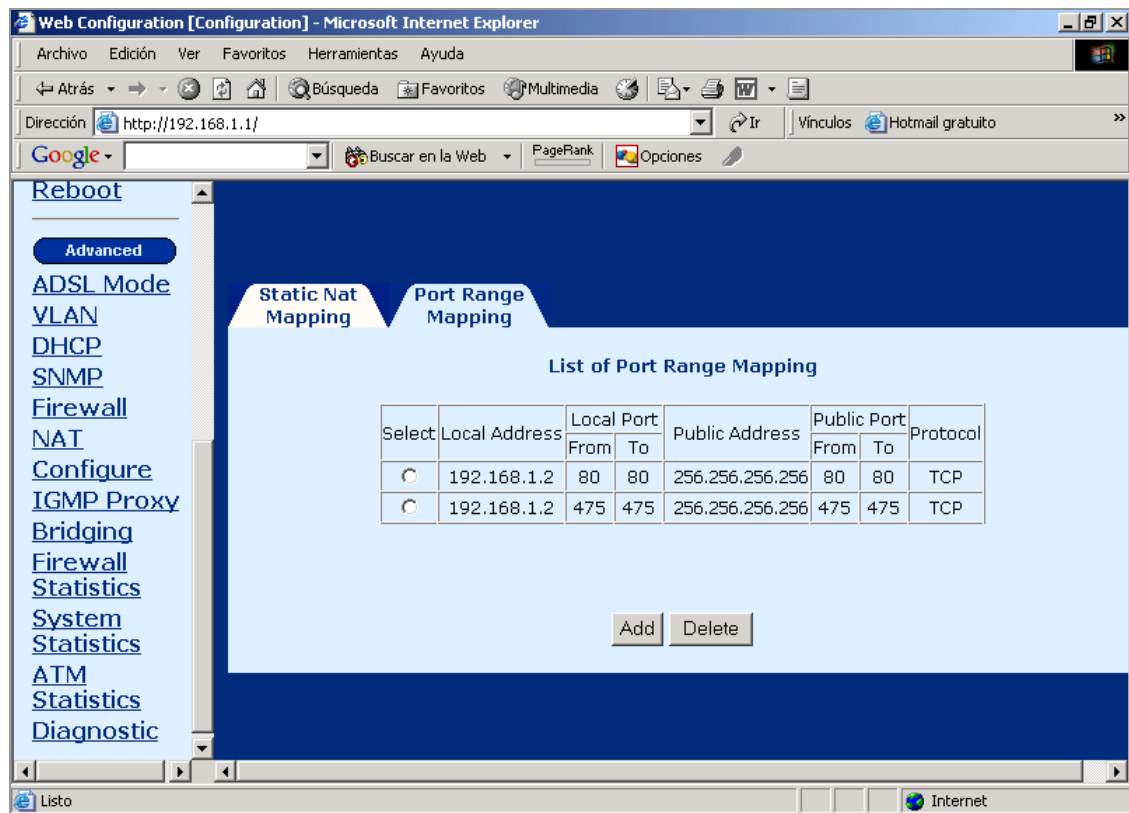 Web Configuration [Configuration] - Microsoft Internet Explorer
Archivo Edición Ver Favoritos Herramientas Ayuda
Atrás Búsqueda Favoritos Multimedia
Dirección http://192.168.1.1/ Ir Vínculos Hotmail gratuito »
Google Buscar en la Web PageRank Opciones
Reboot
Advanced
ADSL Mode
VLAN
DHCP
SNMP
Firewall
NAT
Configure
IGMP Proxy
Bridging
Firewall
Statistics
System
Statistics
ATM
Statistics
Diagnostic
Static Nat
Mapping
Port Range
Mapping
List of Port Range Mapping
Select Local Address Local Port Public Address Public Port Protocol
From To From To
192.168.1.2 80 80 256.256.256.256 80 80 TCP
192.168.1.2 475 475 256.256.256.256 475 475 TCP
Add Delete
Listo Internet